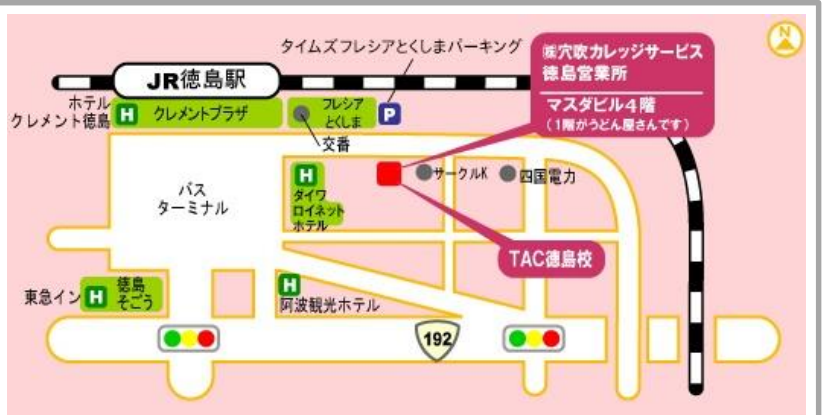 タイムズフレシアとくしまパーキング
㈱穴吹カレッジサービス
徳島営業所
マスダビル4階
(1階がうどん屋さんです)
N
JR徳島駅
ホテル
クレメント徳島
H
クレメントプラザ
フレシア
とくしま
P
交番
バス
ターミナル
H
ダイワ
ロイネット
ホテル
サークルK
四国電力
TAC徳島校
東急イン
H
徳島
そごう
H
阿波観光ホテル
192